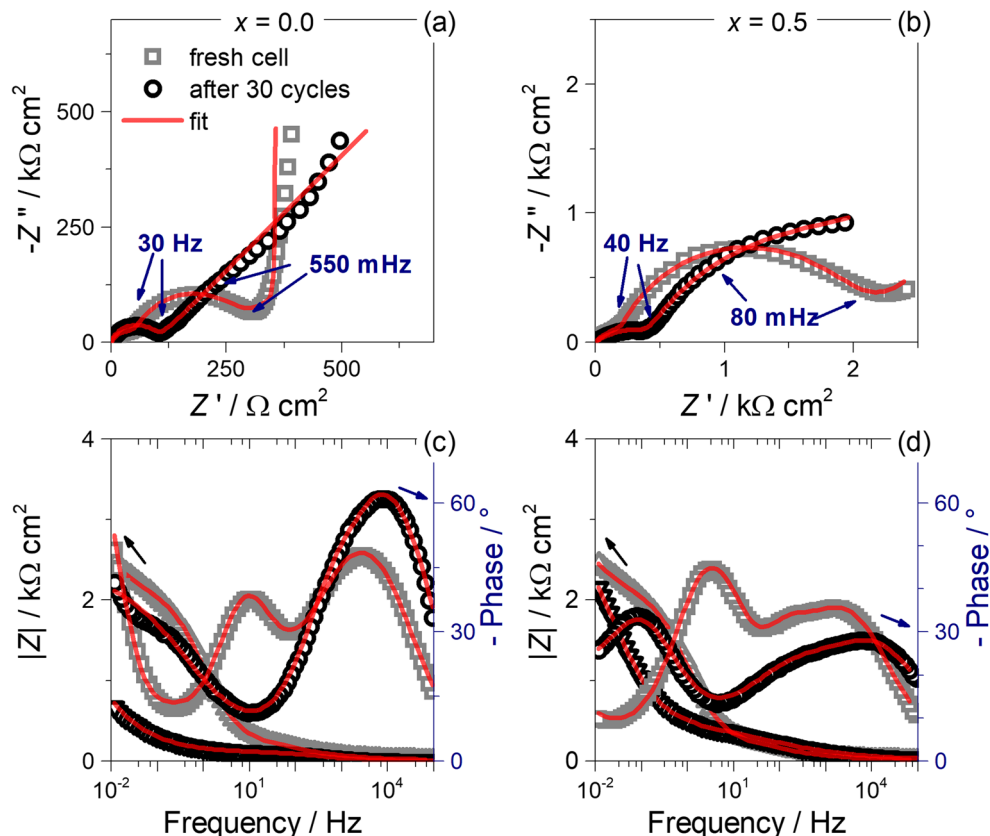 x = 0.0
(a)
fresh cell
after 30 cycles
fit
500
250
0
-Z'' / kΩ cm²
30 Hz
550 mHz
0
250
500
Z' / Ω cm²
x = 0.5
(b)
2
1
0
-Z'' / kΩ cm²
40 Hz
80 mHz
0
1
2
Z' / kΩ cm²
(c)
4
2
0
|Z| / kΩ cm²
60
30
0
- Phase / °
10⁻²
10¹
10⁴
Frequency / Hz
(d)
4
2
0
|Z| / kΩ cm²
60
30
0
- Phase / °
10⁻²
10¹
10⁴
Frequency / Hz